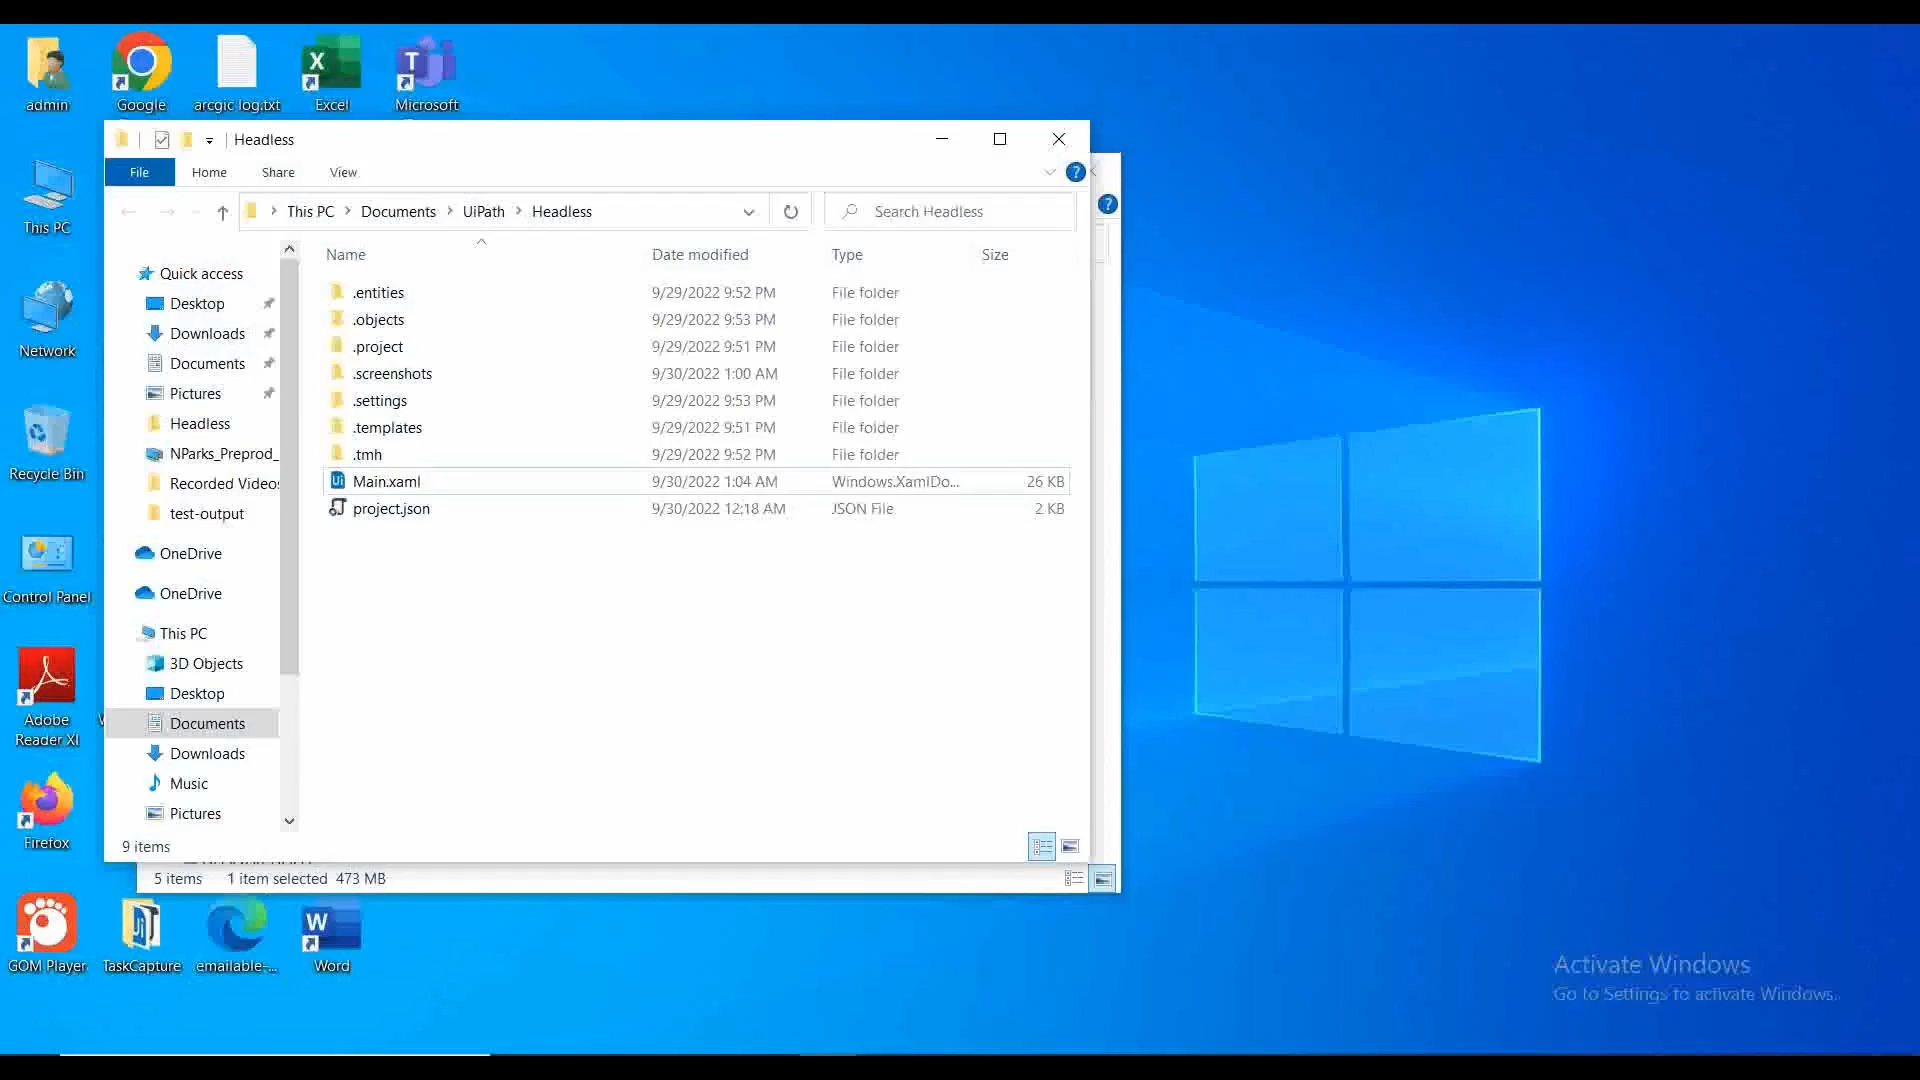 admin
Google
arcgic log.txt
Excel
Microsoft
This PC
Network
Recycle Bin
Control Panel
Adobe
Reader XI
Firefox
GOM Player
TaskCapture
emailable-...
Word
Headless
File
Home
Share
View
This PC
Documents
UiPath
Headless
Search Headless
Name
Date modified
Type
Size
Quick access
Desktop
Downloads
Documents
Pictures
Headless
NParks_Preprod_
Recorded Videos
test-output
OneDrive
OneDrive
This PC
3D Objects
Desktop
Documents
Downloads
Music
Pictures
.entities 9/29/2022 9:52 PM File folder
.objects 9/29/2022 9:53 PM File folder
.project 9/29/2022 9:51 PM File folder
.screenshots 9/30/2022 1:00 AM File folder
.settings 9/29/2022 9:53 PM File folder
.templates 9/29/2022 9:51 PM File folder
.tmh 9/29/2022 9:52 PM File folder
Main.xaml 9/30/2022 1:04 AM Windows.XamlDo... 26 KB
project.json 9/30/2022 12:18 AM JSON File 2 KB
9 items
5 items 1 item selected 473 MB
Activate Windows
Go to Settings to activate Windows.